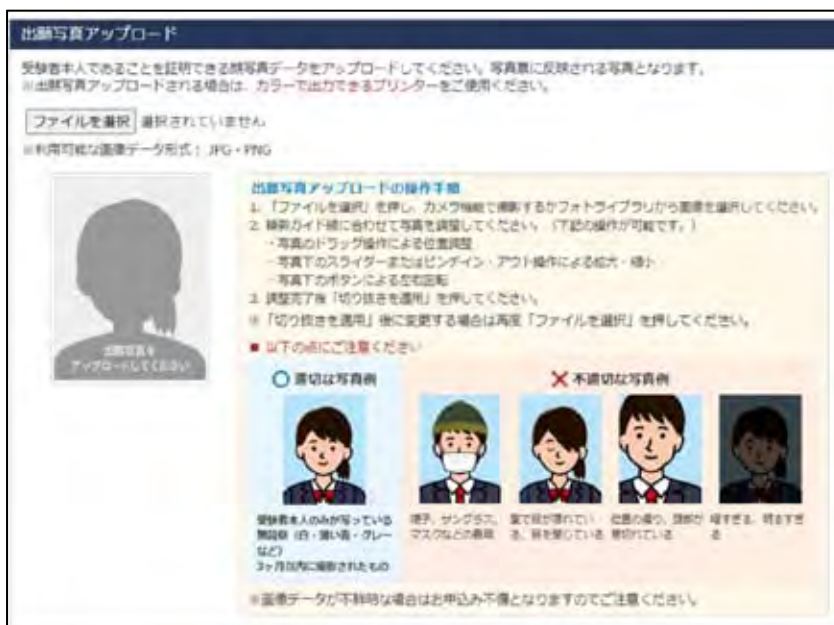 出願写真アップロード
受験者本人であることを証明できる顔写真データをアップロードしてください。写真票に反映される写真となります。
※出願写真アップロードされる場合は、カラーで出力できるプリンターをご使用ください。
ファイルを選択 選択されていません
※利用可能な画像データ形式：JPG・PNG
出願写真を
アップロードしてください
出願写真アップロードの操作手順
1. 「ファイルを選択」を押し、カメラ機能で撮影するかフォトライブラリから画像を選択してください。
2. 線影ガイド線に合わせて写真を調整してください。（下記の操作が可能です。）
・写真のドラッグ操作による位置調整
・写真下のスライダーまたはピンチイン・アウト操作による拡大・縮小
・写真下のボタンによる左右回転
3. 調整完了後「切り抜きを適用」を押してください。
※「切り抜きを適用」後に変更する場合は再度「ファイルを選択」を押してください。
■ 以下の点にご注意ください
○ 適切な写真例
✕ 不適切な写真例
受験者本人のみが写っている
無背景（白・薄い青・グレー
など）
3ヶ月以内に撮影されたもの
帽子、サングラス、
マスクなどの着用
髪で目が隠れてい
る、目を閉じている
位置の偏り、頭部が
見切れている
暗すぎる、明るすぎ
る
※画像データが不鮮明な場合はお申込み不備となりますのでご注意ください。